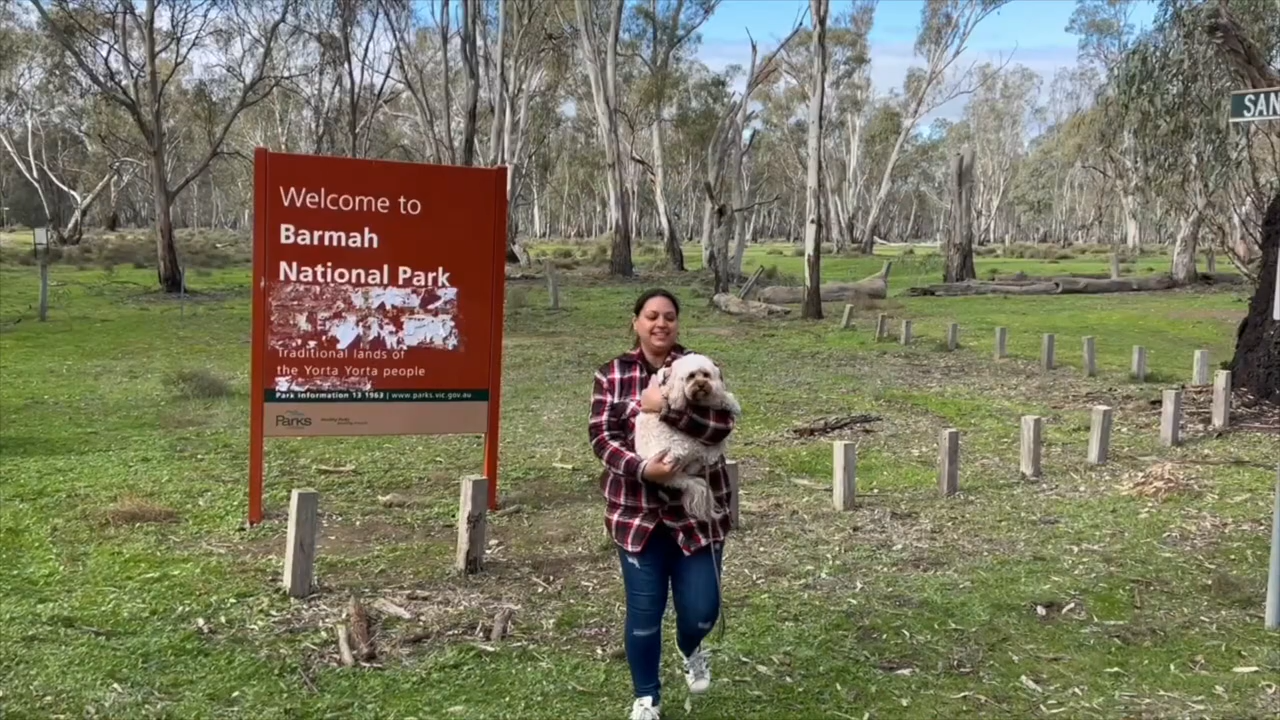 Welcome to
Barmah
National Park
Traditional lands of
the Yorta Yorta people
Park information 13 1963 | www.parks.vic.gov.au
Parks
SAN